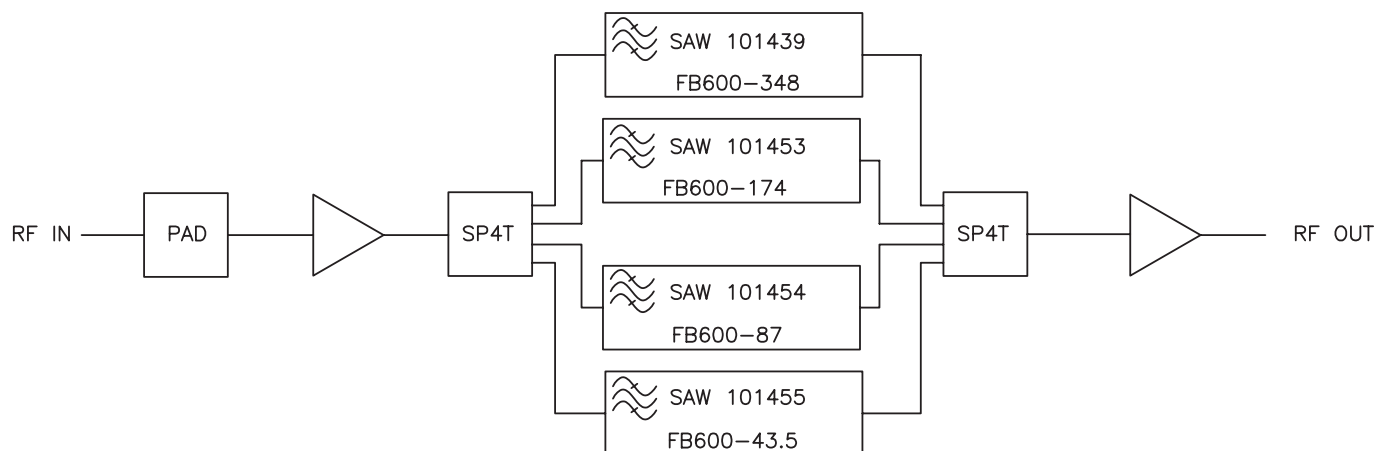 SAW 101439
FB600-348
SAW 101453
FB600-174
RF IN
PAD
SP4T
SP4T
RF OUT
SAW 101454
FB600-87
SAW 101455
FB600-43.5